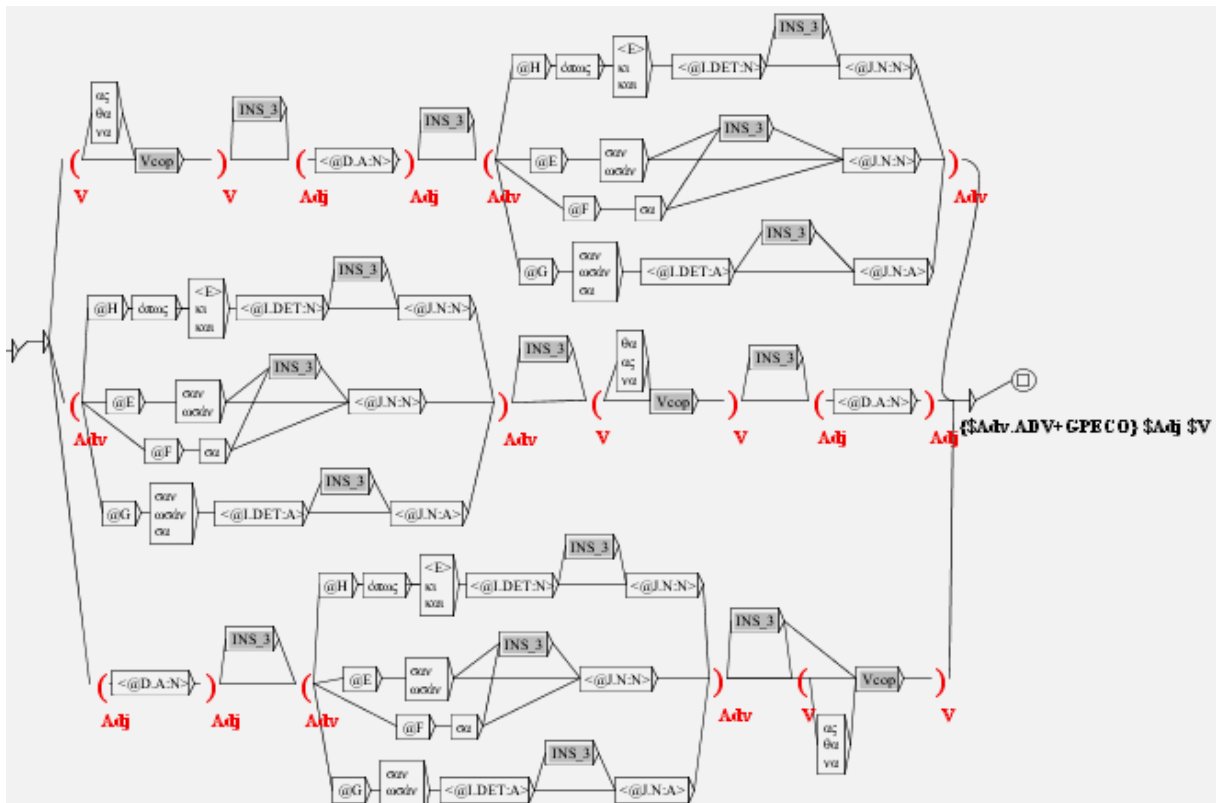 INS_3
<E>
@H όπως κι <@I.DET:N> <@J.N:N>
και
ας
θα
να
INS_3
INS_3
INS_3
( Vcop ) ( <@D.A:N> ) (
@E σαν <@J.N:N> )
ωσάν
V V Adj Adj Adv Adv
@F σα
INS_3
σαν
@G ωσάν <@I.DET:A> <@J.N:A>
σα
INS_3
<E>
@H όπως κι <@I.DET:N> <@J.N:N>
και
INS_3
θα
ας
να
INS_3
INS_3
( @E σαν <@J.N:N> ) ( Vcop ) ( <@D.A:N> )
ωσάν
Adv Adv V V Adj Adj
{$Adv.ADV+GPECO} $Adj $V
@F σα
INS_3
σαν
@G ωσάν <@I.DET:A> <@J.N:A>
σα
INS_3
<E>
@H όπως κι <@I.DET:N> <@J.N:N>
και
INS_3
INS_3
INS_3
( <@D.A:N> ) ( @E σαν <@J.N:N> ) ( Vcop )
ωσάν
Adj Adj Adv Adv V V
@F σα
ας
θα
να
INS_3
σαν
@G ωσάν <@I.DET:A> <@J.N:A>
σα